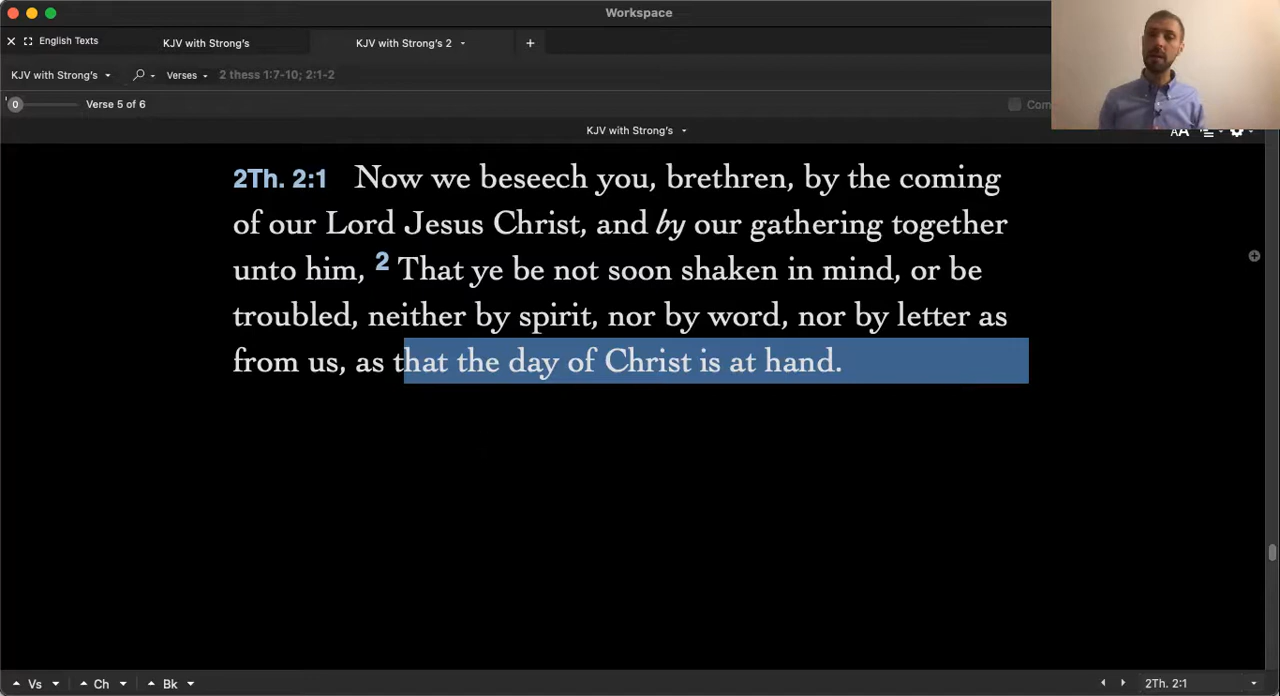 Workspace
English Texts
KJV with Strong's
KJV with Strong's 2
+
KJV with Strong's
Verses
2 thess 1:7-10; 2:1-2
0
Verse 5 of 6
Com
KJV with Strong's
AA
2Th. 2:1 Now we beseech you, brethren, by the coming
of our Lord Jesus Christ, and by our gathering together
unto him, 2 That ye be not soon shaken in mind, or be
troubled, neither by spirit, nor by word, nor by letter as
from us, as that the day of Christ is at hand.
Vs
Ch
Bk
2Th. 2:1